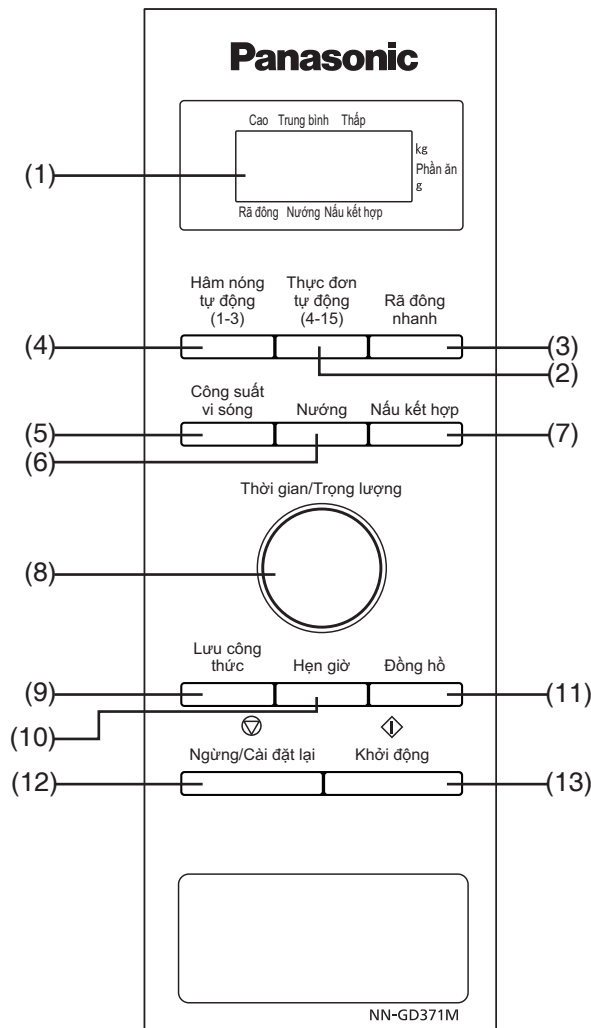 Panasonic
Cao Trung bình Thấp
kg
(1)
Phần ăn
g
Rã đông Nướng Nấu kết hợp
Hâm nóng
tự động
(1-3)
Thực đơn
tự động
(4-15)
Rã đông
nhanh
(4)
(3)
(2)
Công suất
vi sóng
Nướng
Nấu kết hợp
(5)
(7)
(6)
Thời gian/Trọng lượng
(8)
Lưu công
thức
Hẹn giờ
Đồng hồ
(9)
(11)
(10)
Ngừng/Cài đặt lại
Khởi động
(12)
(13)
NN-GD371M